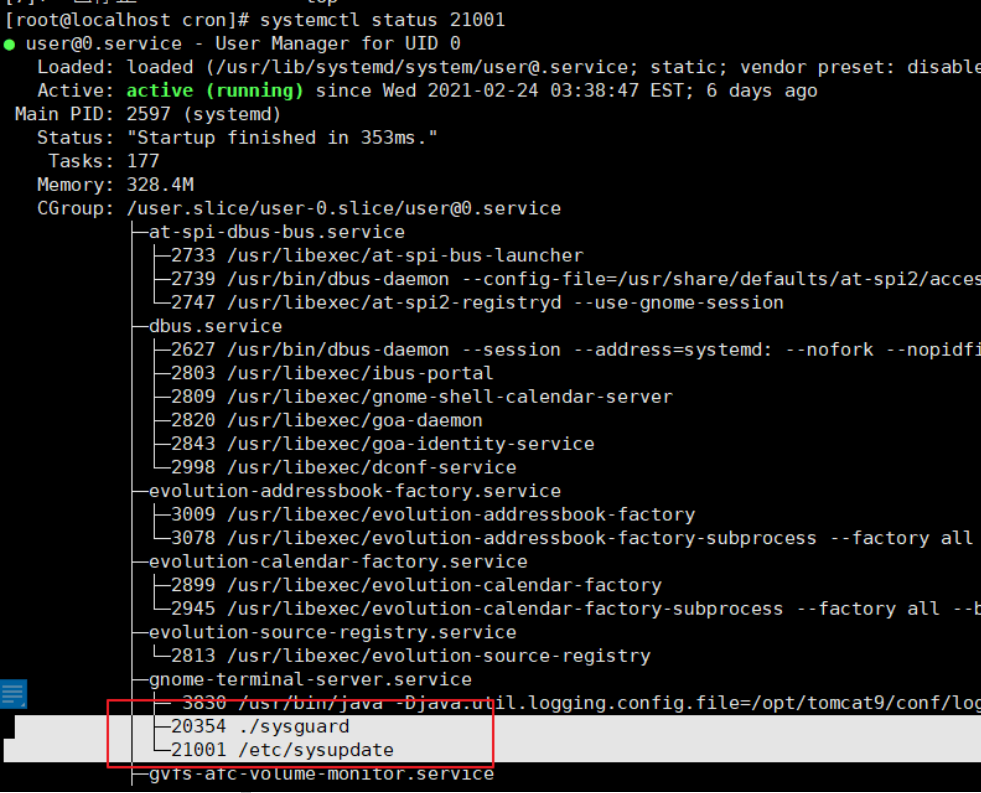 [root@localhost cron]# systemctl status 21001
● user@0.service - User Manager for UID 0
Loaded: loaded (/usr/lib/systemd/system/user@.service; static; vendor preset: disable
Active: active (running) since Wed 2021-02-24 03:38:47 EST; 6 days ago
Main PID: 2597 (systemd)
Status: "Startup finished in 353ms."
Tasks: 177
Memory: 328.4M
CGroup: /user.slice/user-0.slice/user@0.service
├─at-spi-dbus-bus.service
│ ├─2733 /usr/libexec/at-spi-bus-launcher
│ ├─2739 /usr/bin/dbus-daemon --config-file=/usr/share/defaults/at-spi2/acces
│ └─2747 /usr/libexec/at-spi2-registryd --use-gnome-session
├─dbus.service
│ ├─2627 /usr/bin/dbus-daemon --session --address=systemd: --nofork --nopidfi
│ ├─2803 /usr/libexec/ibus-portal
│ ├─2809 /usr/libexec/gnome-shell-calendar-server
│ ├─2820 /usr/libexec/goa-daemon
│ ├─2843 /usr/libexec/goa-identity-service
│ └─2998 /usr/libexec/dconf-service
├─evolution-addressbook-factory.service
│ ├─3009 /usr/libexec/evolution-addressbook-factory
│ └─3078 /usr/libexec/evolution-addressbook-factory-subprocess --factory all
├─evolution-calendar-factory.service
│ ├─2899 /usr/libexec/evolution-calendar-factory
│ └─2945 /usr/libexec/evolution-calendar-factory-subprocess --factory all --b
├─evolution-source-registry.service
│ └─2813 /usr/libexec/evolution-source-registry
├─gnome-terminal-server.service
│ ├─ 3830 /usr/bin/java -Djava.util.logging.config.file=/opt/tomcat9/conf/log
│ ├─20354 ./sysguard
│ └─21001 /etc/sysupdate
├─gvfs-afc-volume-monitor.service